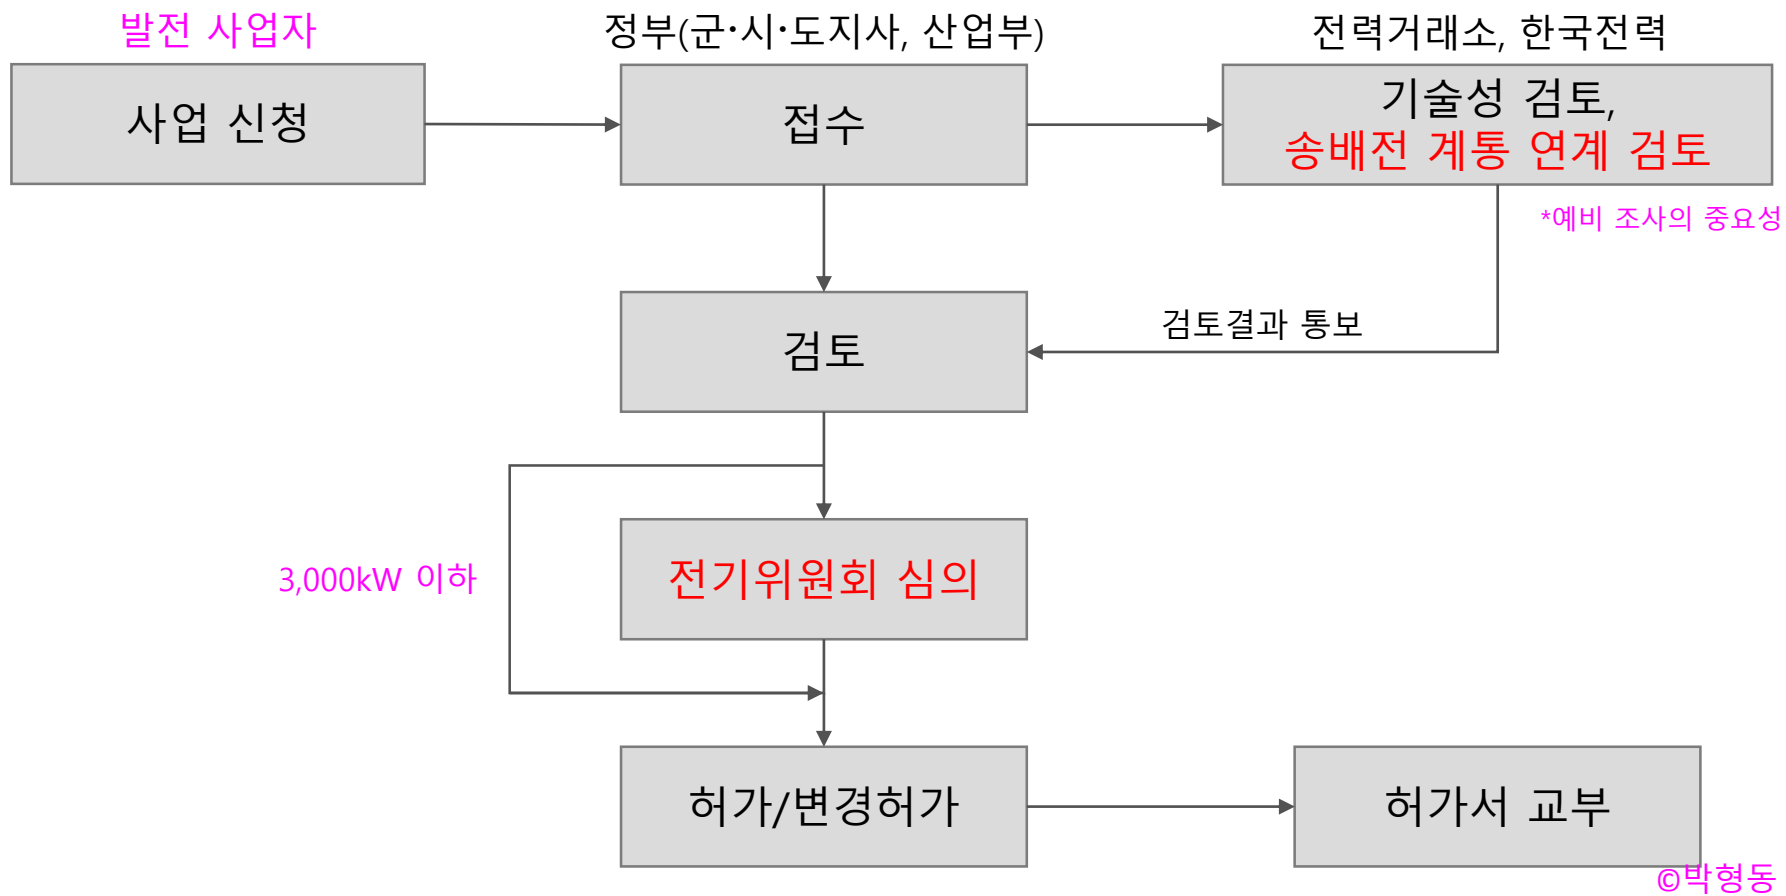 발전 사업자
정부(군·시·도지사, 산업부)
전력거래소, 한국전력
사업 신청
접수
기술성 검토,
송배전 계통 연계 검토
*예비 조사의 중요성
검토결과 통보
검토
3,000kW 이하
전기위원회 심의
허가/변경허가
허가서 교부
©박형동